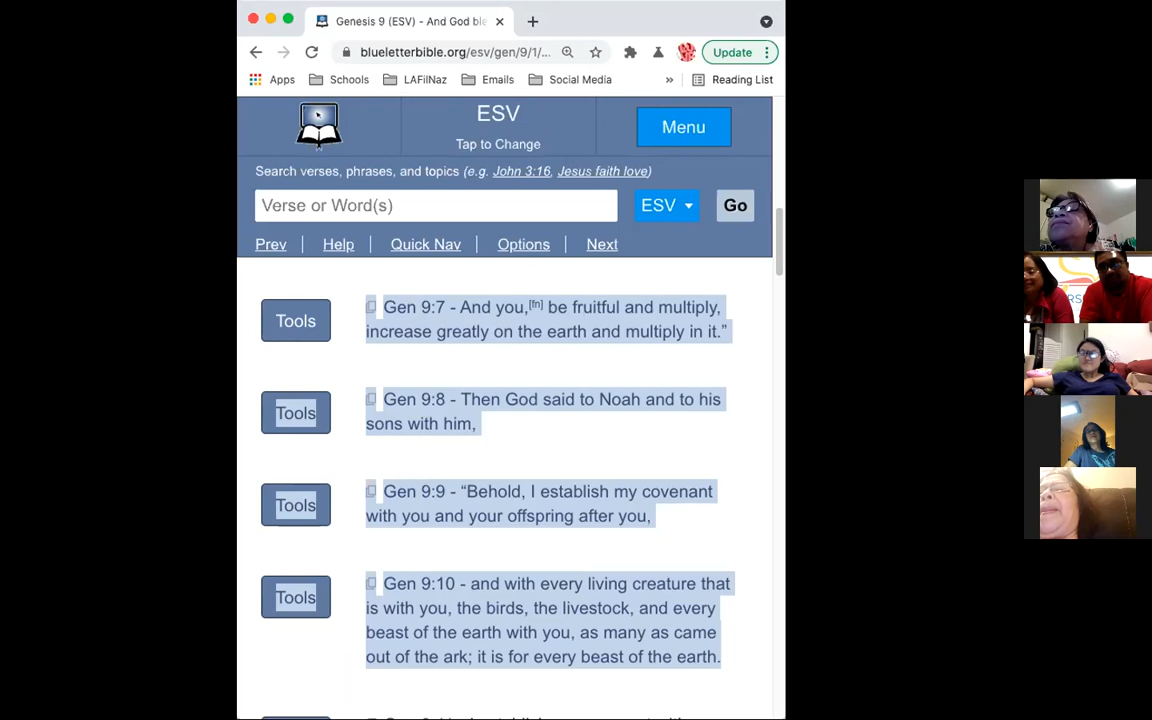 Genesis 9 (ESV) - And God ble
blueletterbible.org/esv/gen/9/1/...
Update
Apps
Schools
LAFilNaz
Emails
Social Media
»
Reading List
ESV
Tap to Change
Menu
Search verses, phrases, and topics (e.g. John 3:16, Jesus faith love)
Verse or Word(s)
ESV
Go
Prev
Help
Quick Nav
Options
Next
Tools
Gen 9:7 - And you,[fn] be fruitful and multiply,
increase greatly on the earth and multiply in it.”
Tools
Gen 9:8 - Then God said to Noah and to his
sons with him,
Tools
Gen 9:9 - “Behold, I establish my covenant
with you and your offspring after you,
Tools
Gen 9:10 - and with every living creature that
is with you, the birds, the livestock, and every
beast of the earth with you, as many as came
out of the ark; it is for every beast of the earth.